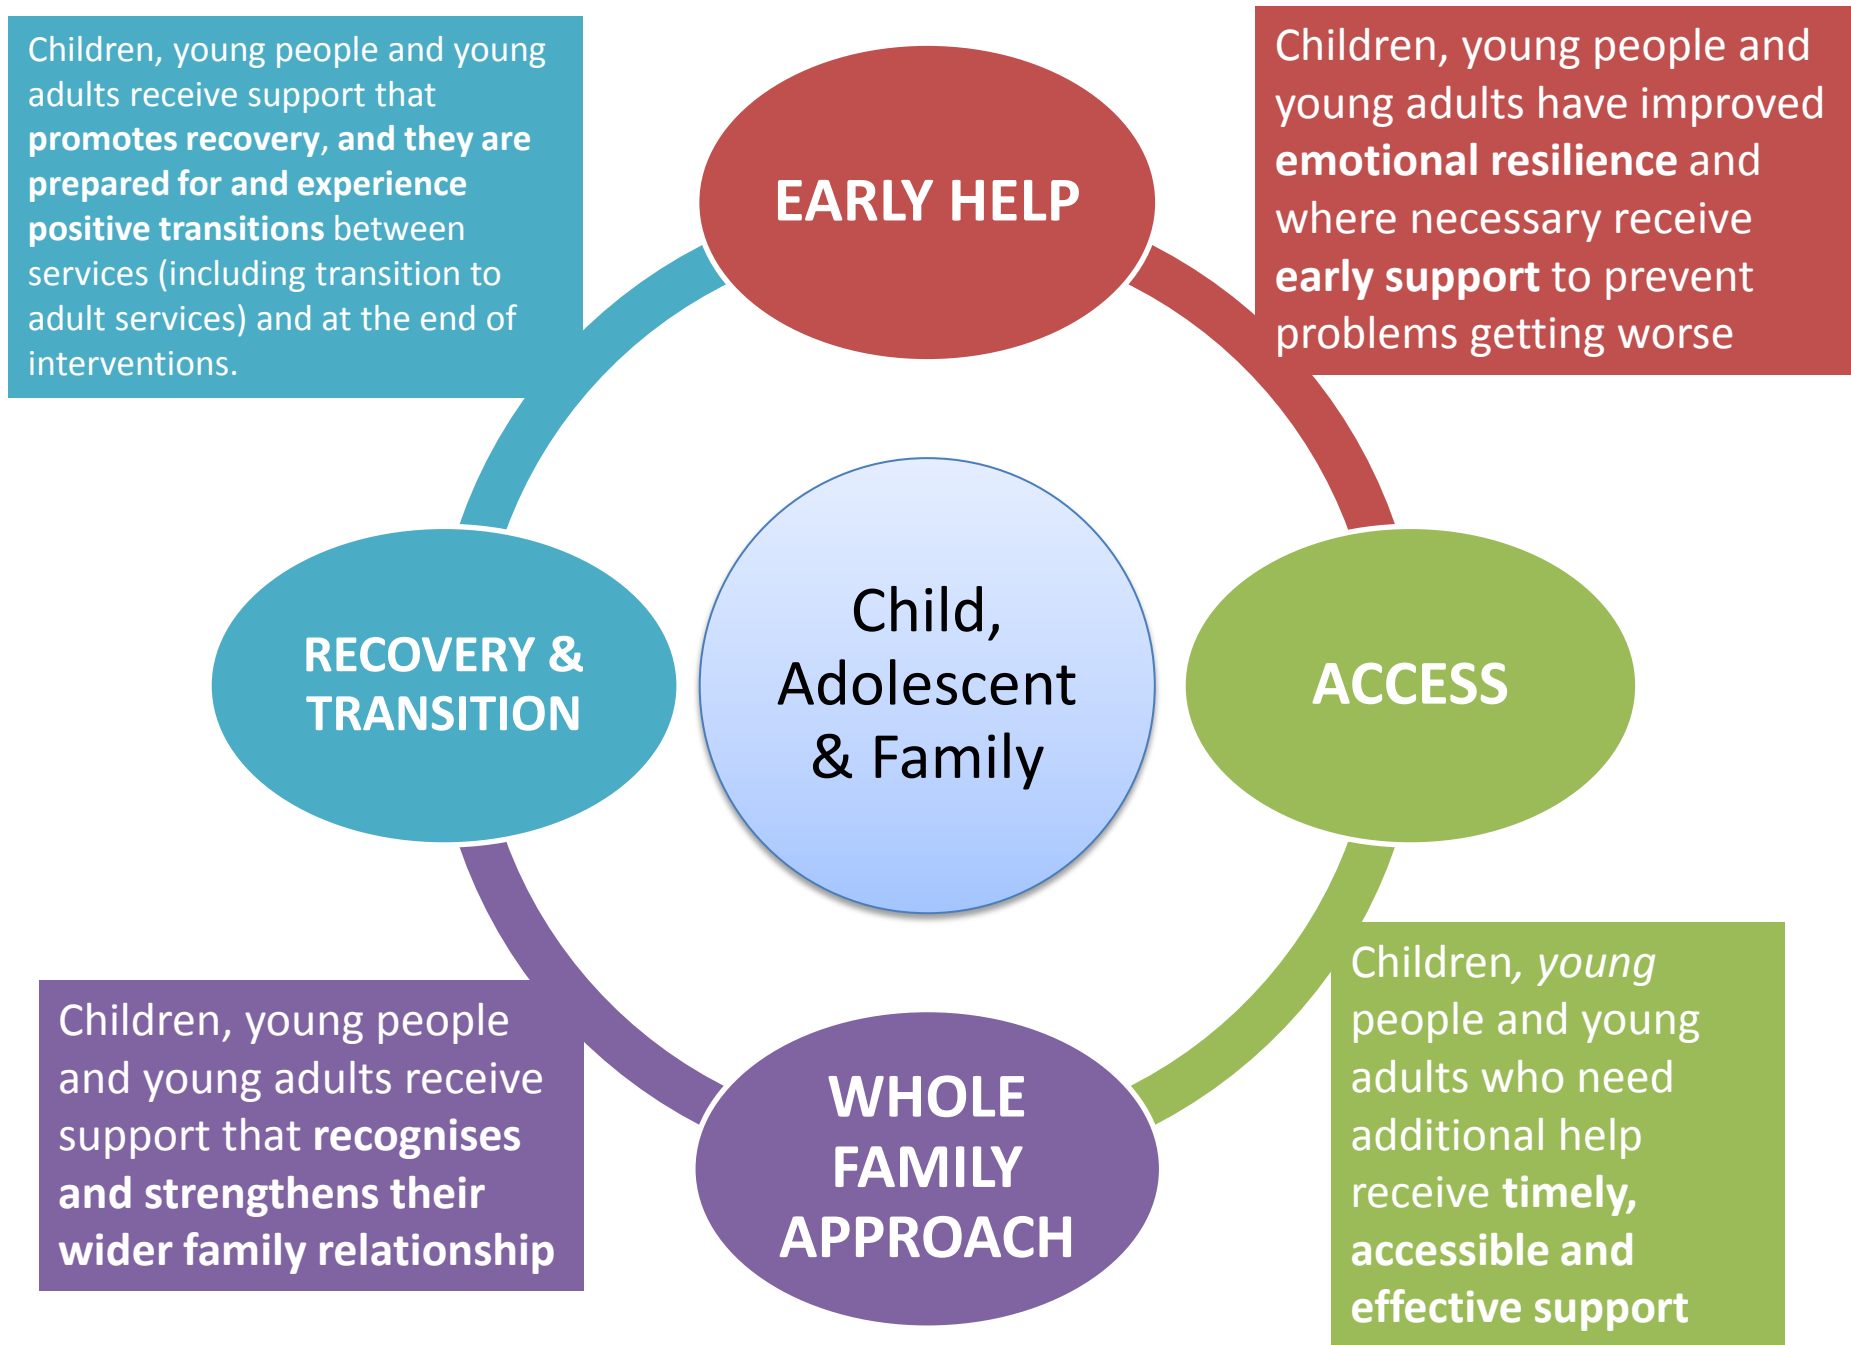 Children, young people and young
adults receive support that
promotes recovery, and they are
prepared for and experience
positive transitions between
services (including transition to
adult services) and at the end of
interventions.
EARLY HELP
Children, young people and
young adults have improved
emotional resilience and
where necessary receive
early support to prevent
problems getting worse
RECOVERY &
TRANSITION
Child,
Adolescent
& Family
ACCESS
Children, young people
and young adults receive
support that recognises
and strengthens their
wider family relationship
WHOLE
FAMILY
APPROACH
Children, young
people and young
adults who need
additional help
receive timely,
accessible and
effective support